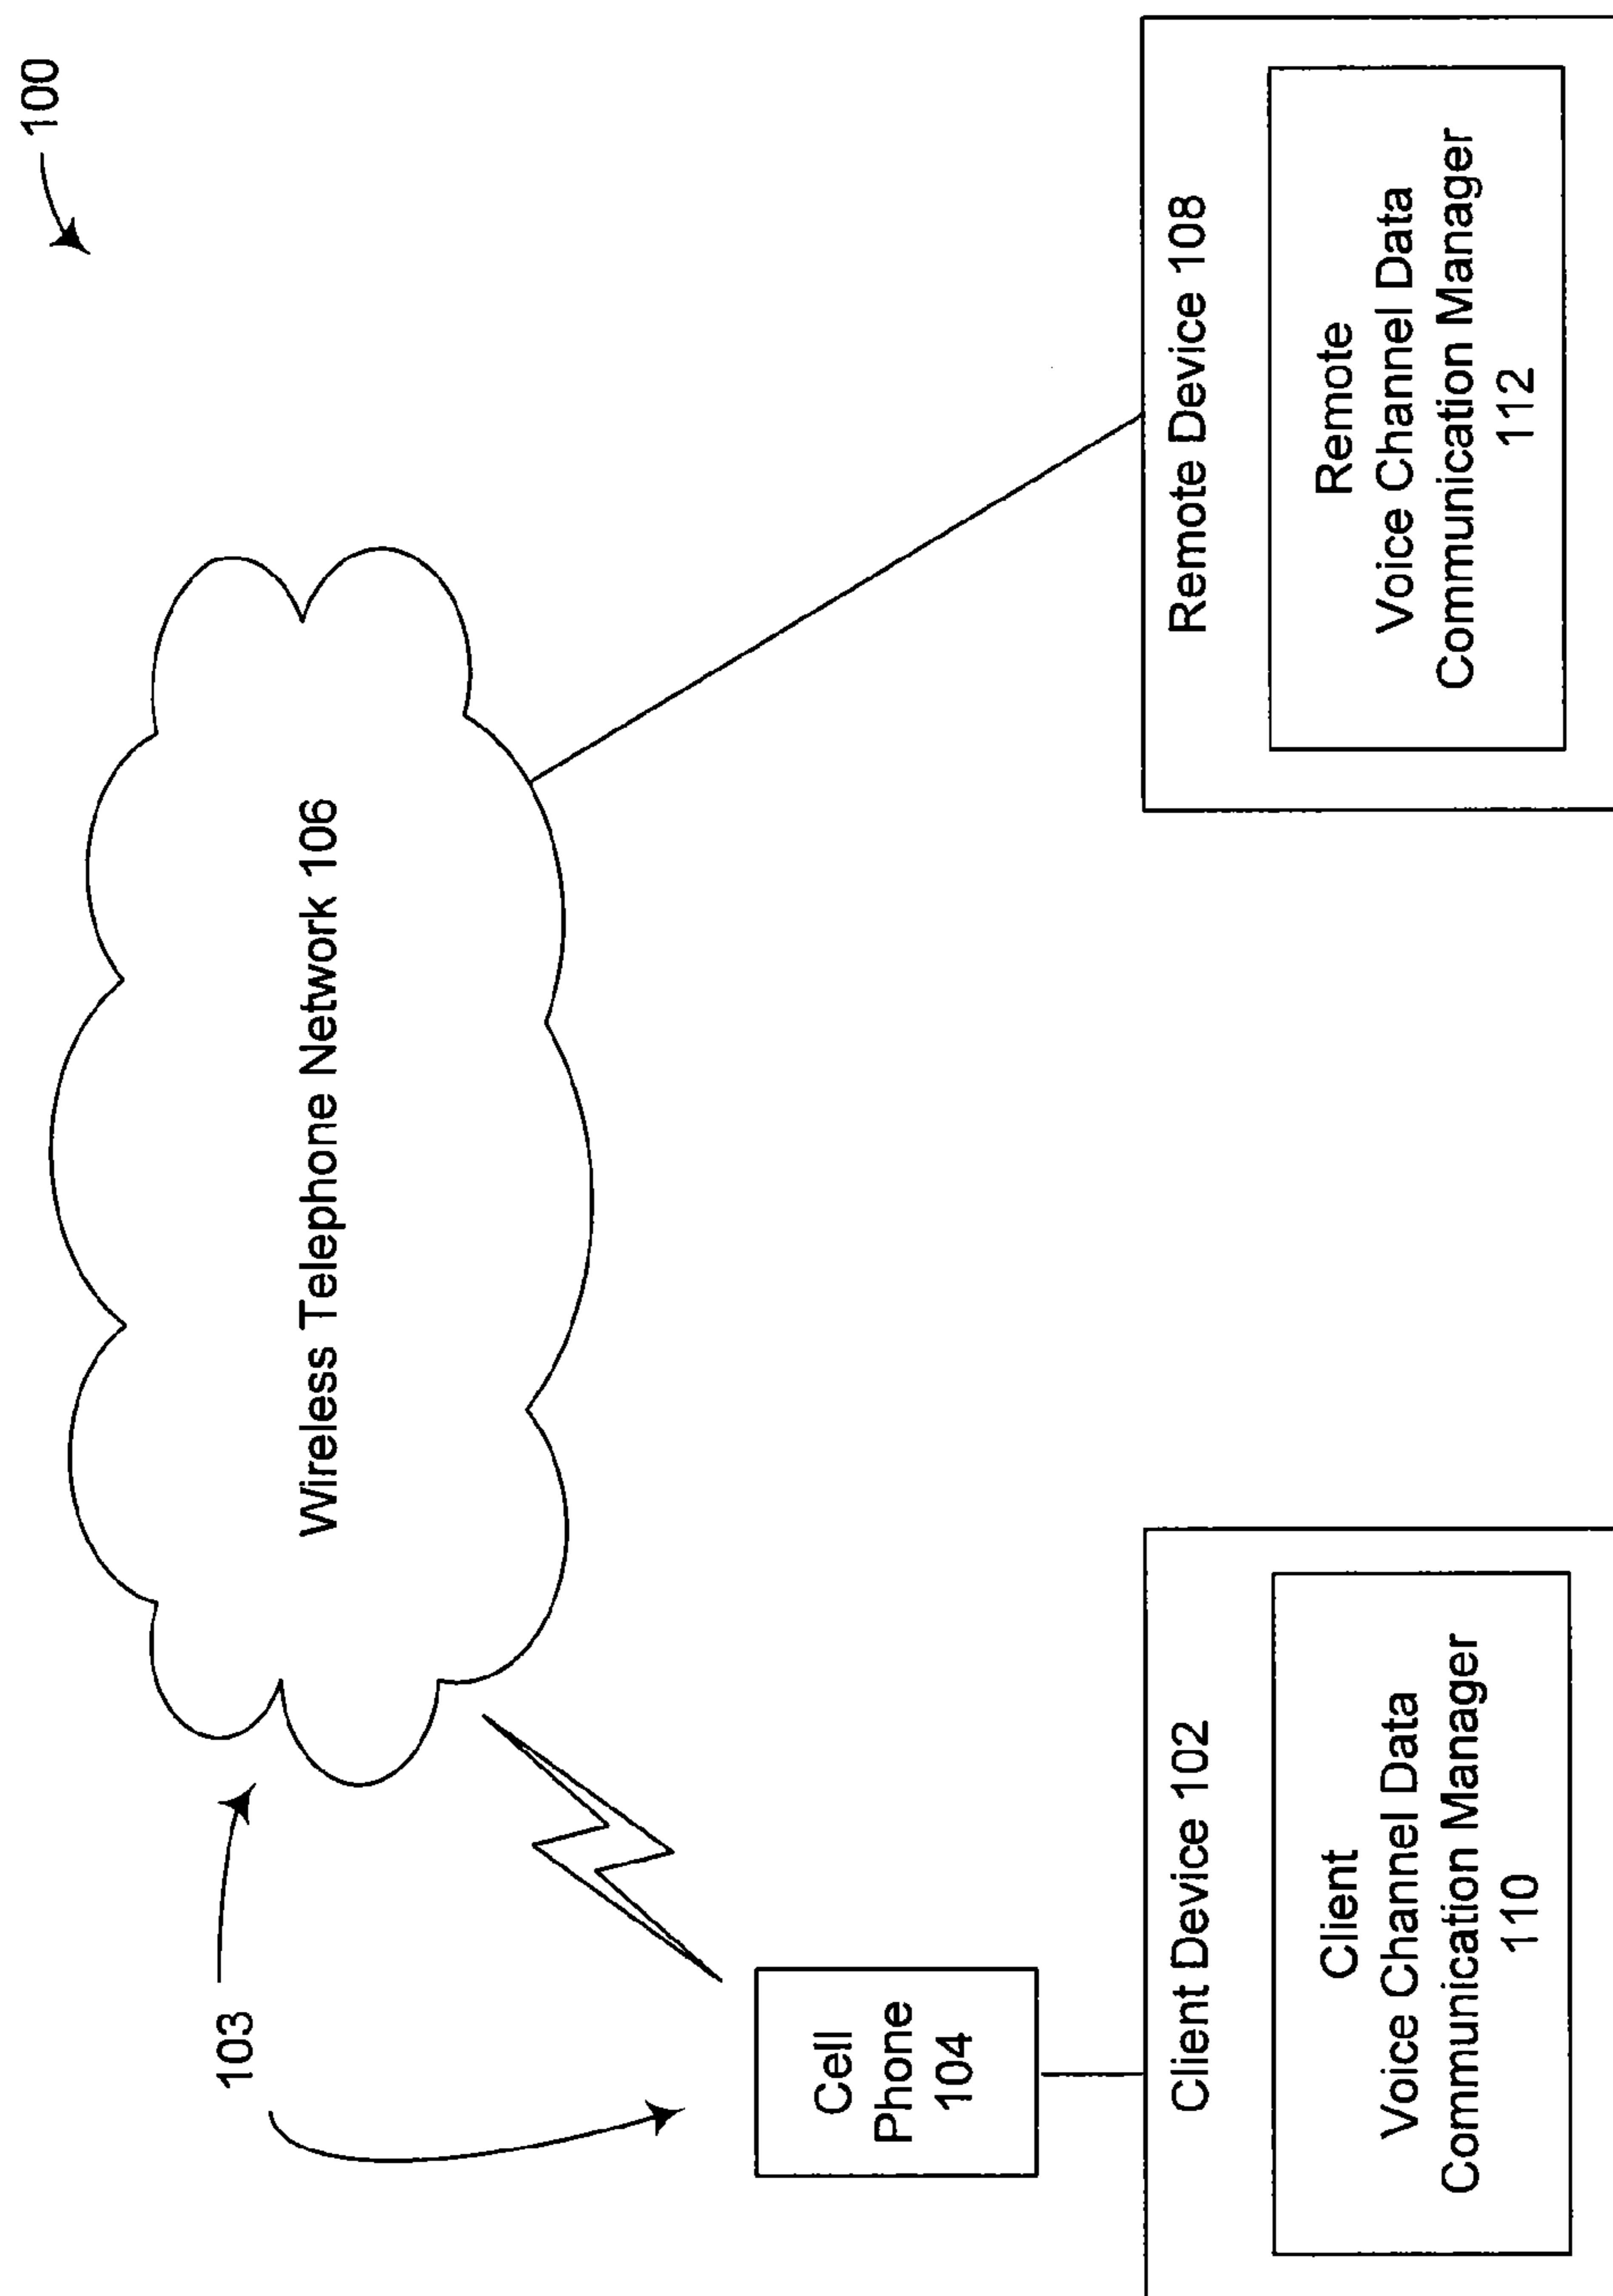 100
103
Wireless Telephone Network 106
Cell
Phone
104
Client Device 102
Client
Voice Channel Data
Communication Manager
110
Remote Device 108
Remote
Voice Channel Data
Communication Manager
112